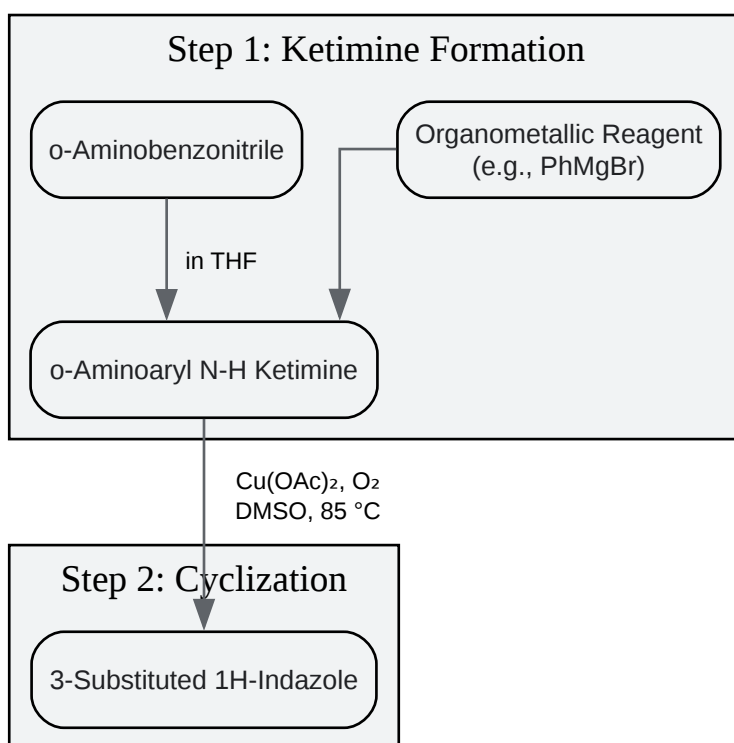 Step 1: Ketimine Formation
o-Aminobenzonitrile
Organometallic Reagent
(e.g., PhMgBr)
in THF
o-Aminoaryl N-H Ketimine
Cu(OAc)₂, O₂
DMSO, 85 °C
Step 2: Cyclization
3-Substituted 1H-Indazole